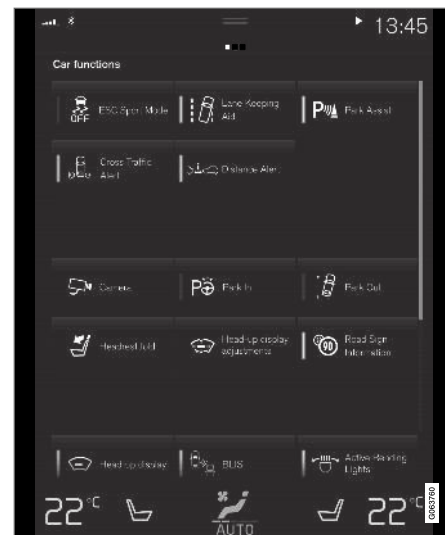 13:45
Car functions
OFF
ESC Sport Mode
Lane Keeping
Aid
P
Park Assist
Cross Traffic
Alert
Distance Alert
Camera
P
Park In
Park Out
Headrest fold
Head-up display
adjustments
90
Road Sign
Information
Head-up display
BLIS
Active Bending
Lights
22°C
AUTO
22°C
G063760